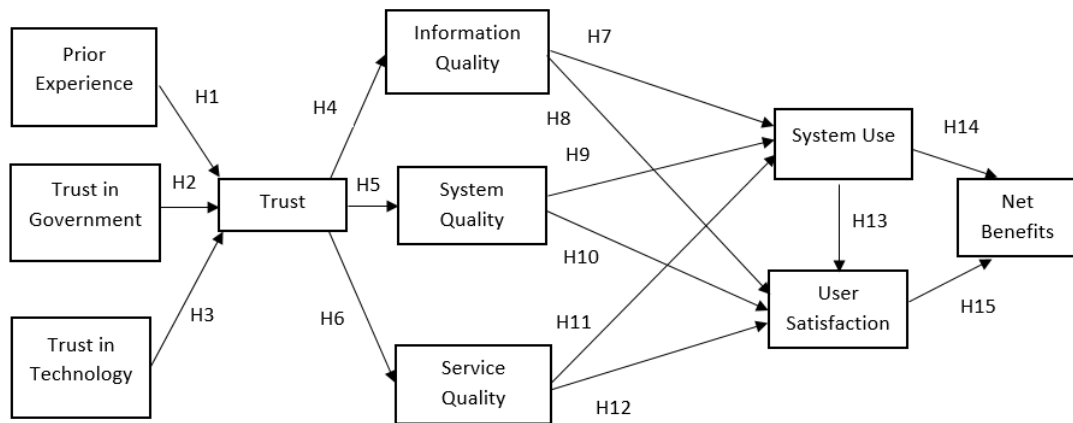 Prior
Experience
H1
Trust in
Government
H2
Trust in
Technology
H3
Trust
H4
H5
H6
Information
Quality
System
Quality
Service
Quality
H7
H8
H9
H10
H11
H12
System Use
H13
User
Satisfaction
H14
H15
Net
Benefits